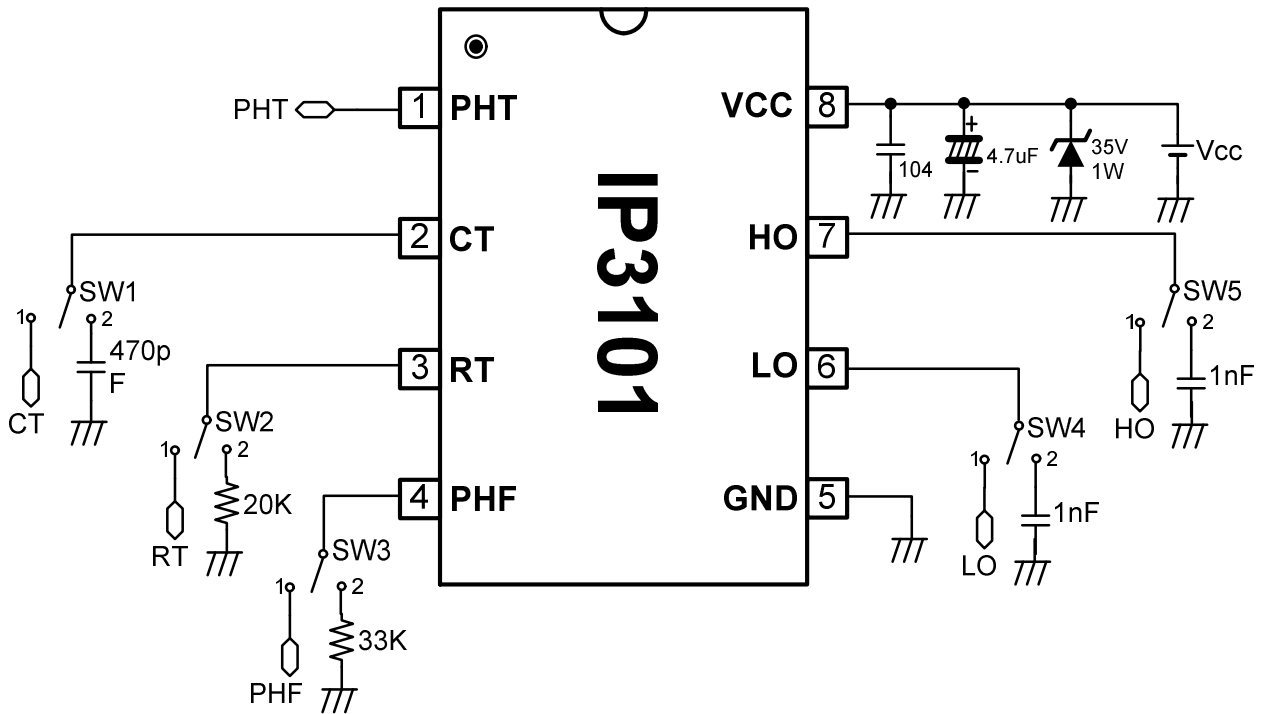 PHT
1
PHT
VCC
8
104
+
4.7uF
−
35V
1W
Vcc
IP3101
2
CT
HO
7
SW1
1
2
470p
F
CT
SW5
1
2
1nF
HO
3
RT
LO
6
SW2
1
2
20K
RT
SW4
1
2
1nF
LO
4
PHF
GND
5
SW3
1
2
33K
PHF